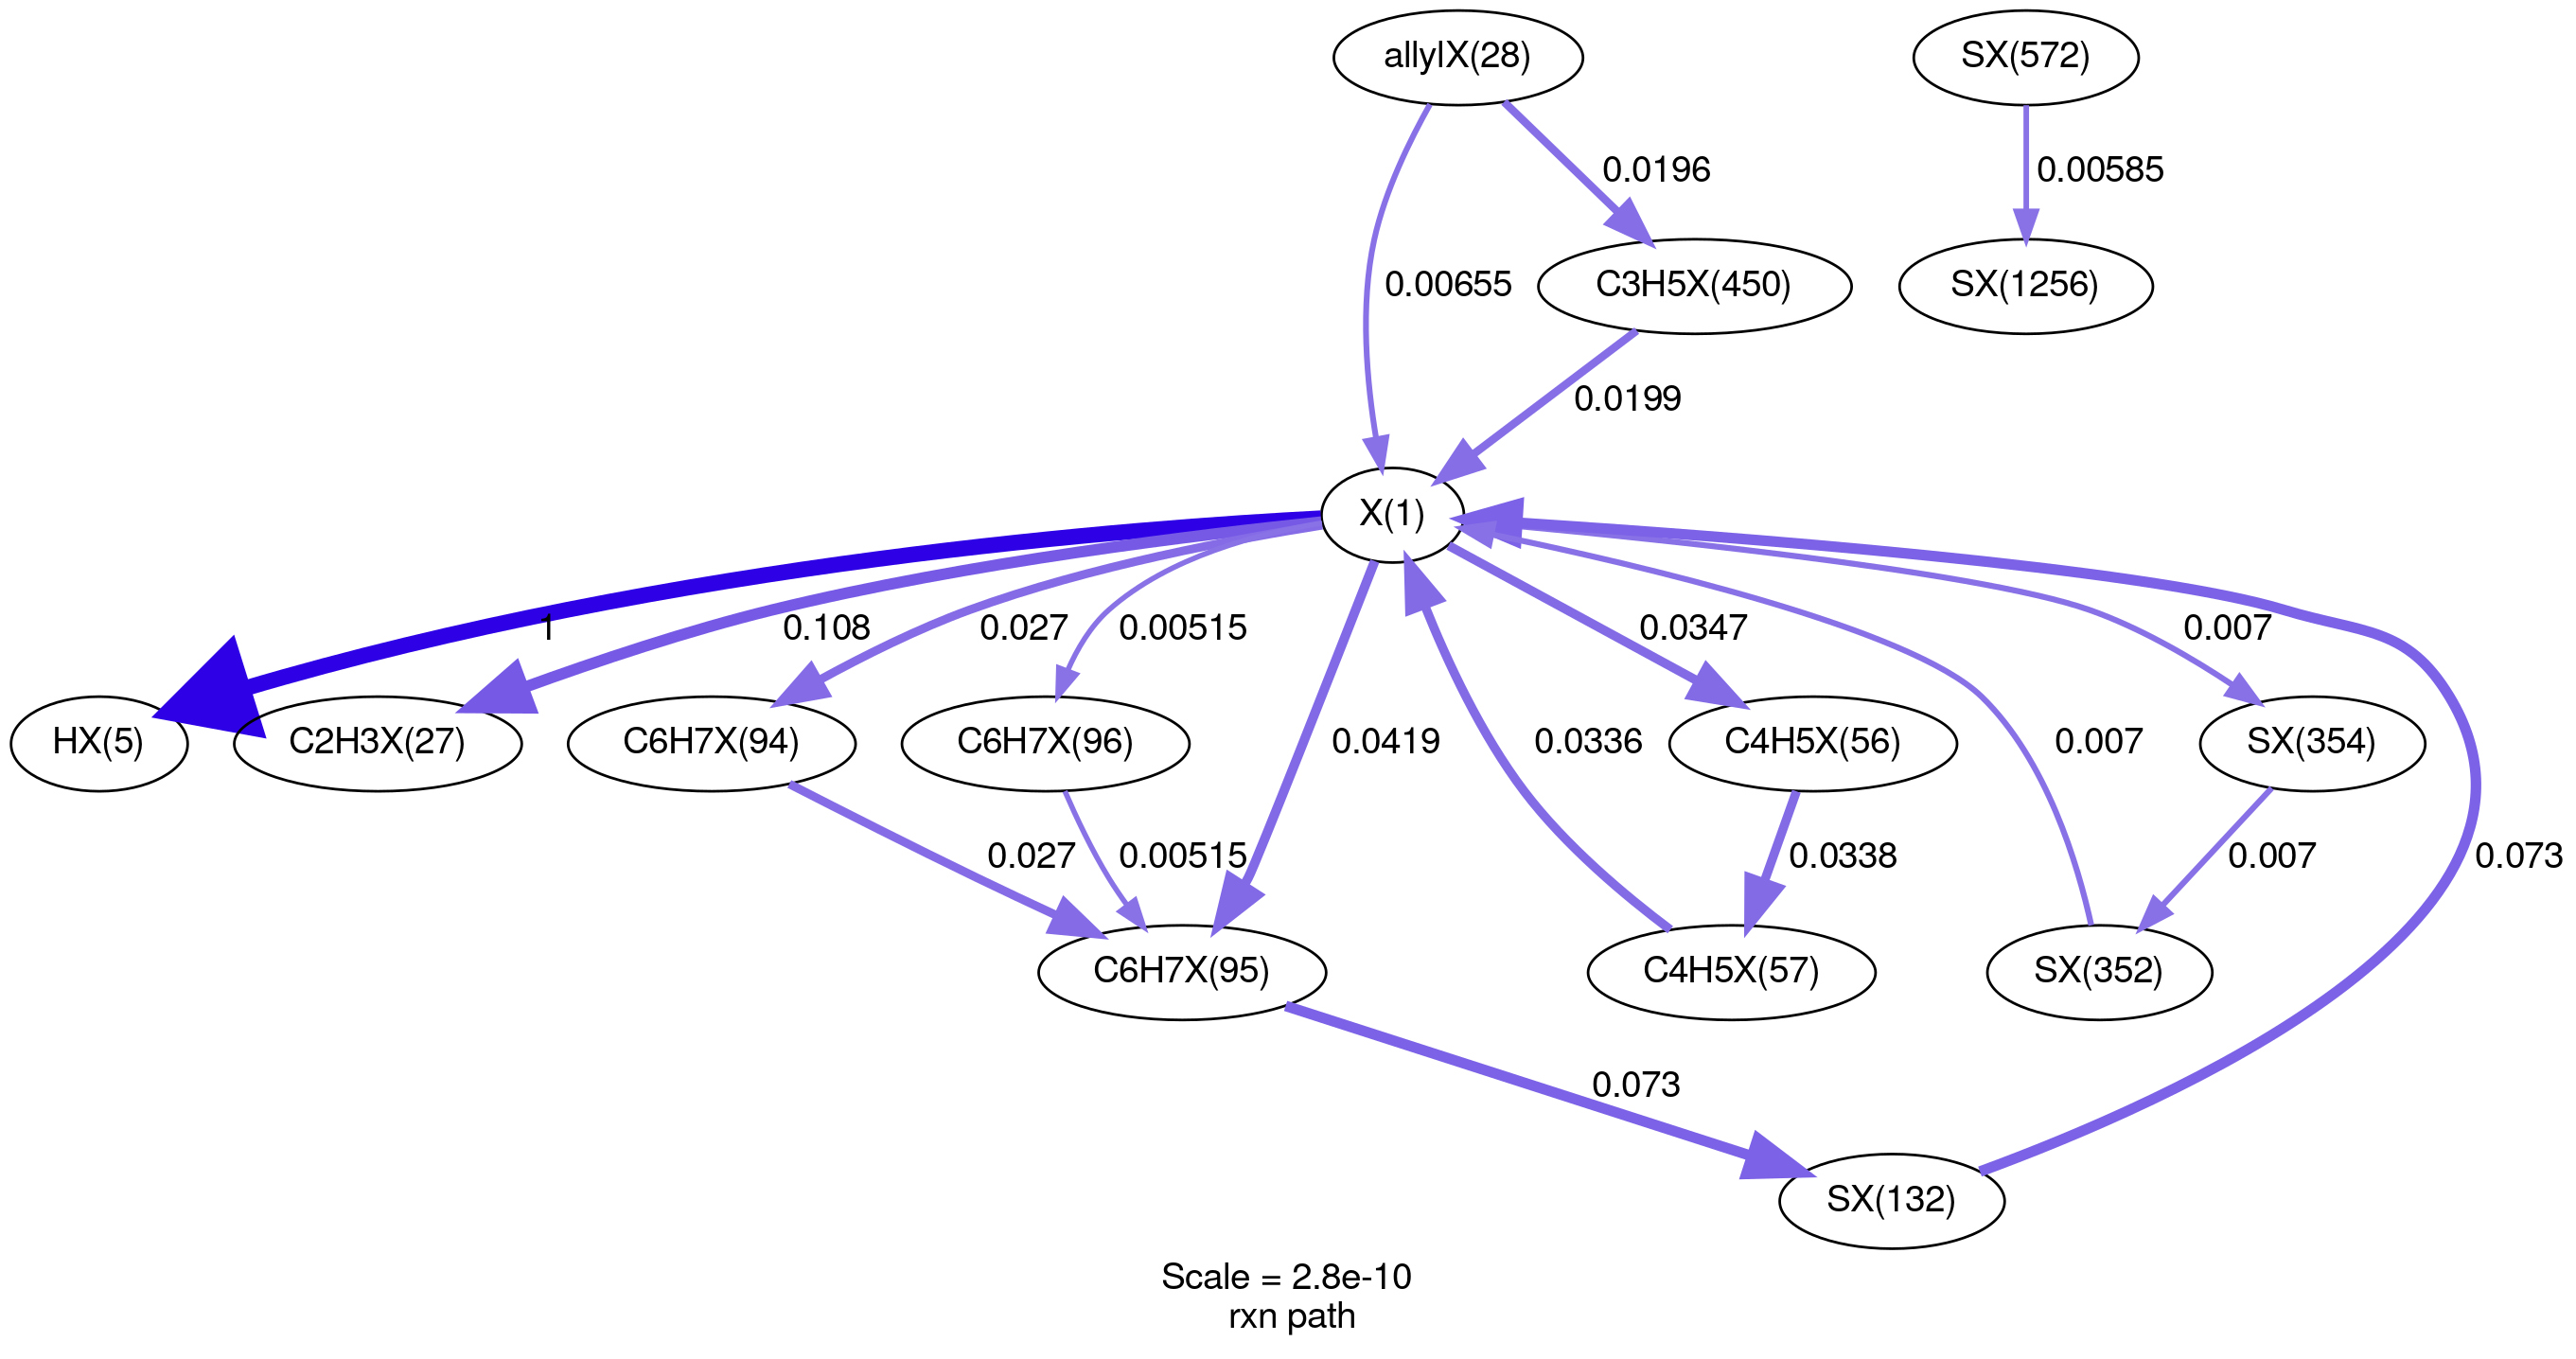 allylX(28)
SX(572)
0.0196
0.00585
0.00655
C3H5X(450)
SX(1256)
0.0199
X(1)
1
0.108
0.027
0.00515
0.0347
0.007
HX(5)
C2H3X(27)
C6H7X(94)
C6H7X(96)
0.0419
0.0336
C4H5X(56)
0.007
SX(354)
0.027
0.00515
0.0338
0.007
0.073
C6H7X(95)
C4H5X(57)
SX(352)
0.073
SX(132)
Scale = 2.8e-10
rxn path